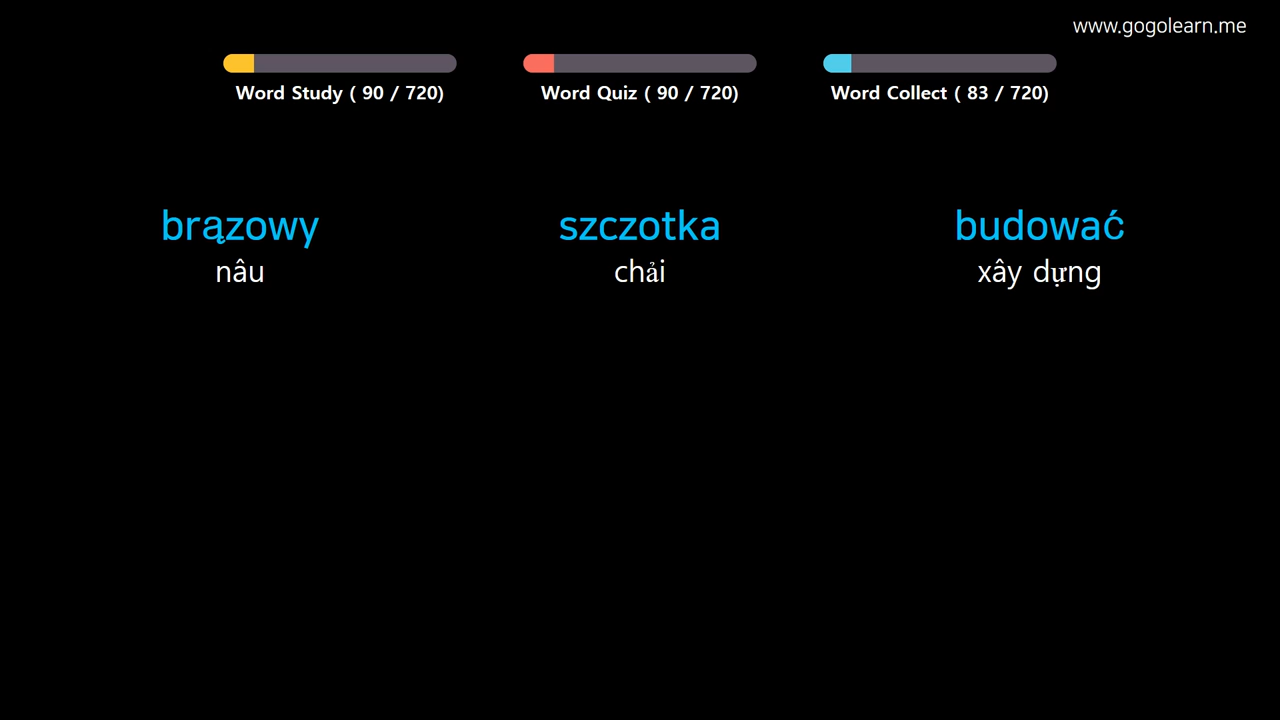 www.gogolearn.me
Word Study ( 90 / 720)
Word Quiz ( 90 / 720)
Word Collect ( 83 / 720)
brązowy
nâu
szczotka
chải
budować
xây dựng